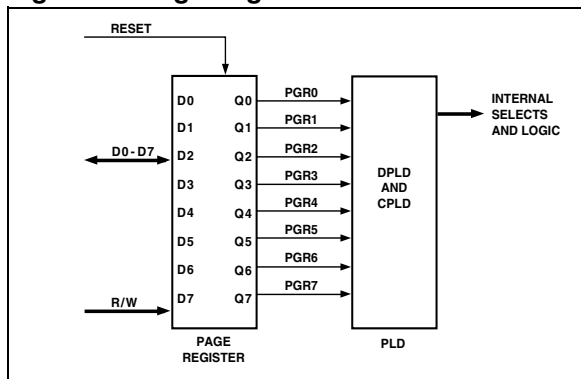 RESET
D0 Q0 PGR0
D1 Q1 PGR1
D0 - D7 D2 Q2 PGR2
D3 Q3 PGR3
D4 Q4 PGR4
D5 Q5 PGR5
D6 Q6 PGR6
R/W D7 Q7 PGR7
PAGE
REGISTER
DPLD
AND
CPLD
PLD
INTERNAL
SELECTS
AND LOGIC